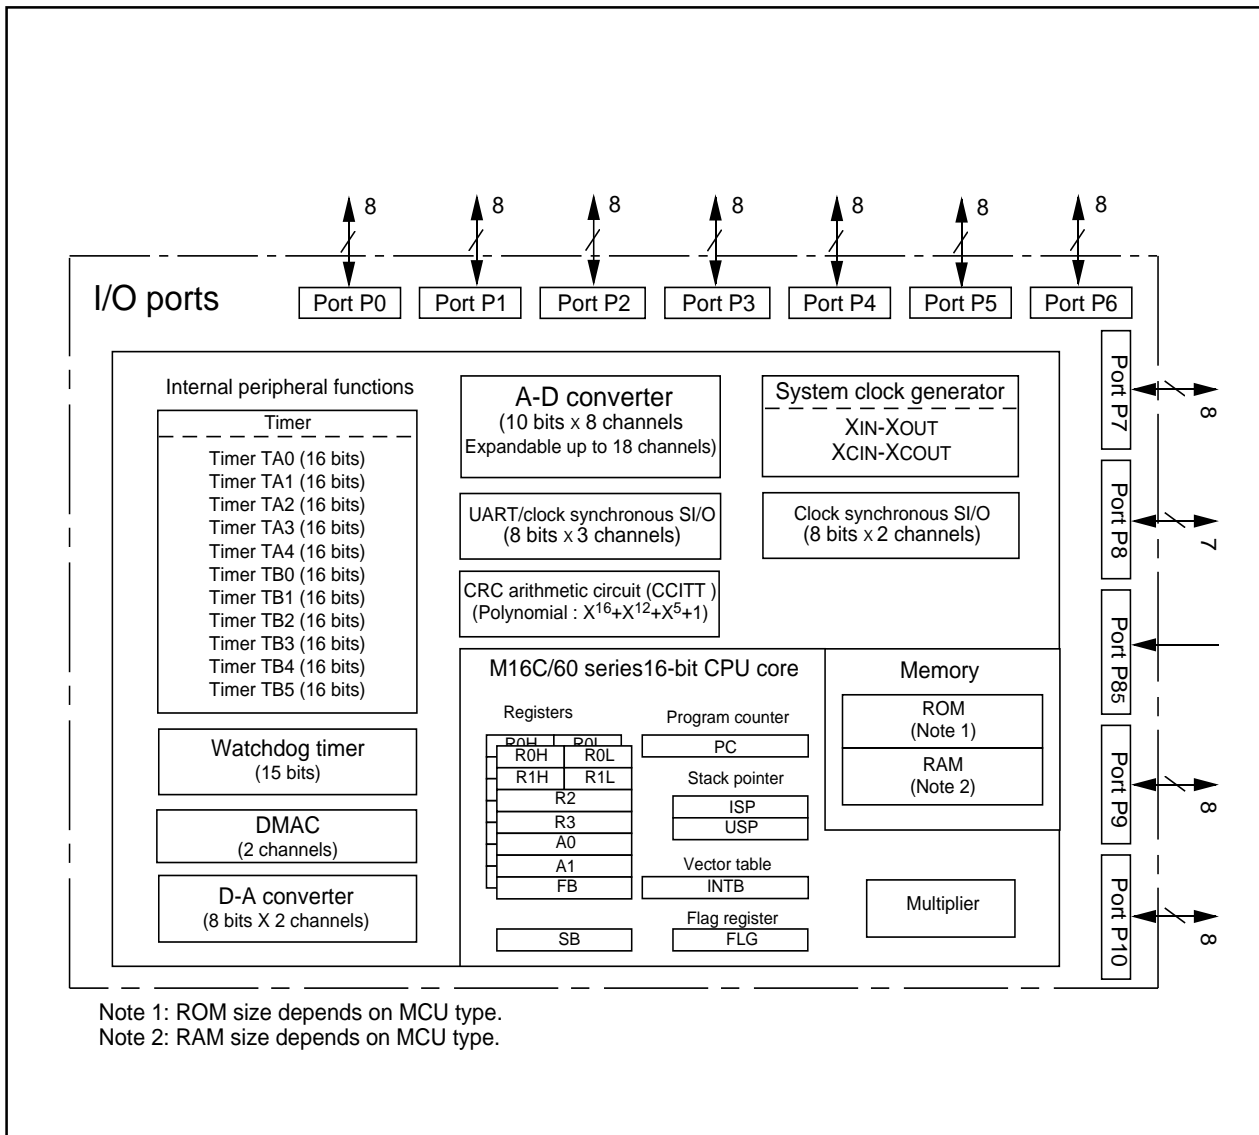 8 8 8 8 8 8 8
I/O ports
Port P0 Port P1 Port P2 Port P3 Port P4 Port P5 Port P6
Port P7
8
Port P8
7
Port P85
Port P9
8
Port P10
8
Internal peripheral functions
Timer
Timer TA0 (16 bits)
Timer TA1 (16 bits)
Timer TA2 (16 bits)
Timer TA3 (16 bits)
Timer TA4 (16 bits)
Timer TB0 (16 bits)
Timer TB1 (16 bits)
Timer TB2 (16 bits)
Timer TB3 (16 bits)
Timer TB4 (16 bits)
Timer TB5 (16 bits)
Watchdog timer
(15 bits)
DMAC
(2 channels)
D-A converter
(8 bits X 2 channels)
A-D converter
(10 bits x 8 channels
Expandable up to 18 channels)
System clock generator
XIN-XOUT
XCIN-XCOUT
UART/clock synchronous SI/O
(8 bits x 3 channels)
Clock synchronous SI/O
(8 bits x 2 channels)
CRC arithmetic circuit (CCITT )
(Polynomial : X16+X12+X5+1)
M16C/60 series16-bit CPU core
Registers
R0H R0L
R0H R0L
R1H R1L
R2
R3
A0
A1
FB
SB
Program counter
PC
Stack pointer
ISP
USP
Vector table
INTB
Flag register
FLG
Memory
ROM
(Note 1)
RAM
(Note 2)
Multiplier
Note 1: ROM size depends on MCU type.
Note 2: RAM size depends on MCU type.